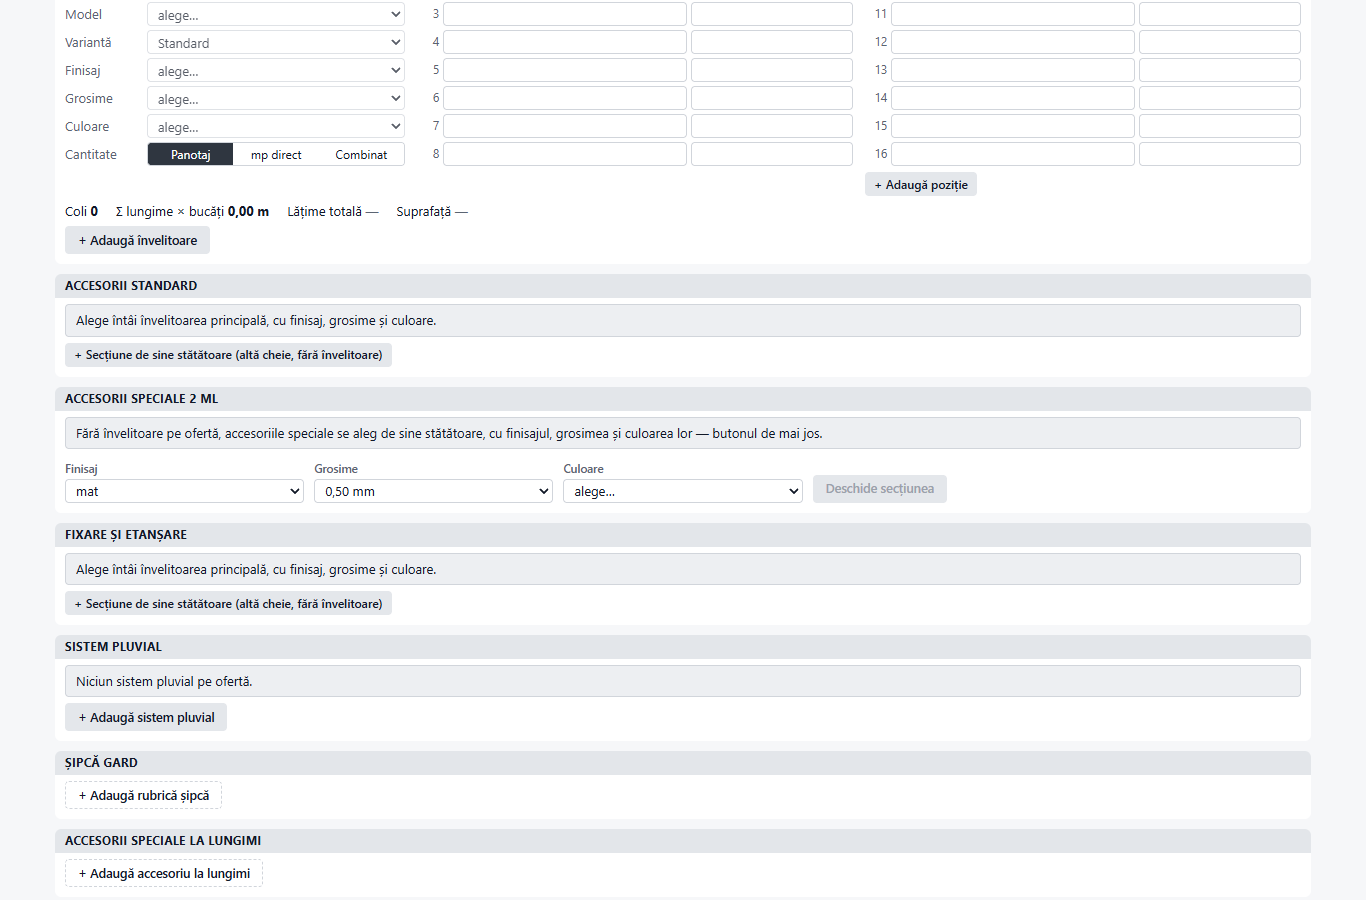 Model alege... 3 11
Variantă Standard 4 12
Finisaj alege... 5 13
Grosime alege... 6 14
Culoare alege... 7 15
Cantitate Panotaj mp direct Combinat 8 16
+ Adaugă poziție
Coli 0 Σ lungime × bucăți 0,00 m Lățime totală — Suprafață —
+ Adaugă învelitoare
ACCESORII STANDARD
Alege întâi învelitoarea principală, cu finisaj, grosime și culoare.
+ Secțiune de sine stătătoare (altă cheie, fără învelitoare)
ACCESORII SPECIALE 2 ML
Fără învelitoare pe ofertă, accesoriile speciale se aleg de sine stătătoare, cu finisajul, grosimea și culoarea lor — butonul de mai jos.
Finisaj Grosime Culoare
mat 0,50 mm alege... Deschide secțiunea
FIXARE ȘI ETANȘARE
Alege întâi învelitoarea principală, cu finisaj, grosime și culoare.
+ Secțiune de sine stătătoare (altă cheie, fără învelitoare)
SISTEM PLUVIAL
Niciun sistem pluvial pe ofertă.
+ Adaugă sistem pluvial
ȘIPCĂ GARD
+ Adaugă rubrică șipcă
ACCESORII SPECIALE LA LUNGIMI
+ Adaugă accesoriu la lungimi